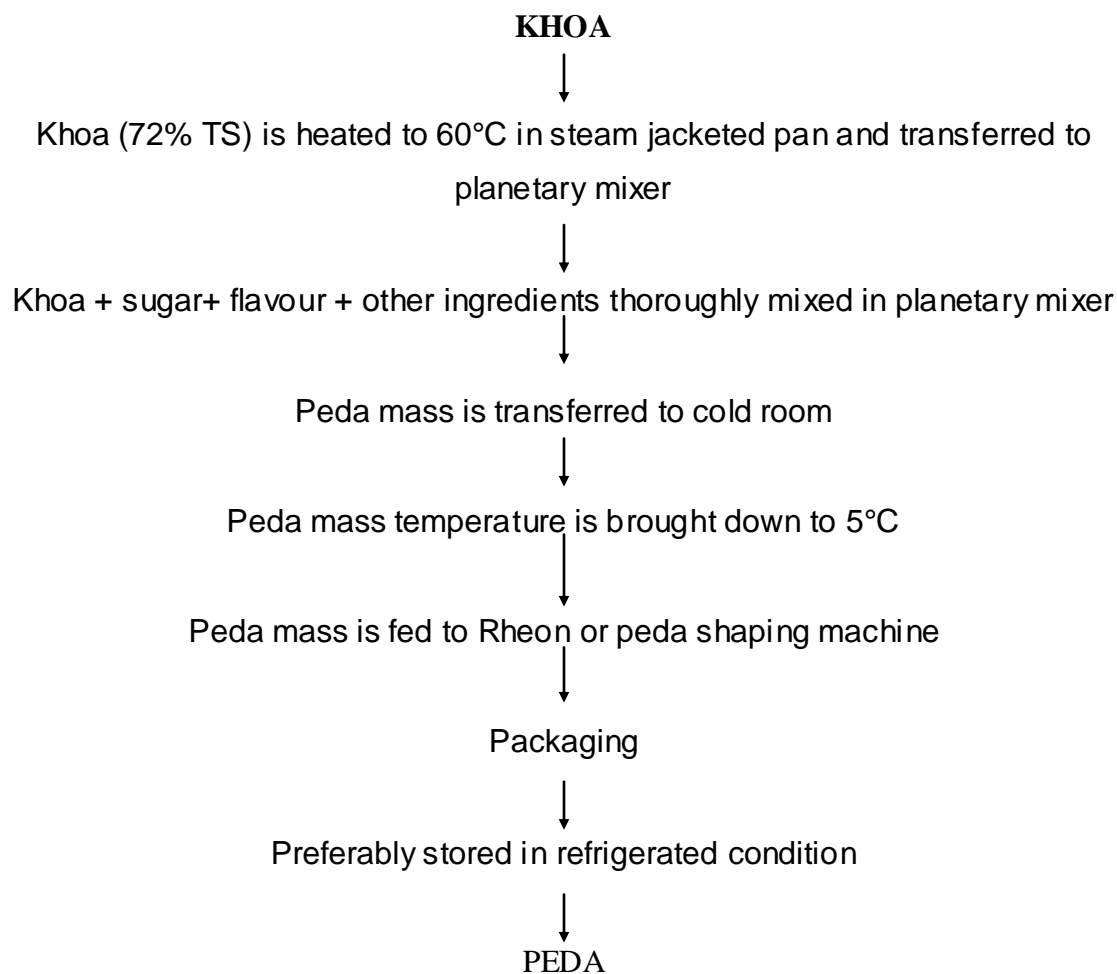 KHOA
Khoa (72% TS) is heated to 60°C in steam jacketed pan and transferred to
planetary mixer
Khoa + sugar+ flavour + other ingredients thoroughly mixed in planetary mixer
Peda mass is transferred to cold room
Peda mass temperature is brought down to 5°C
Peda mass is fed to Rheon or peda shaping machine
Packaging
Preferably stored in refrigerated condition
PEDA